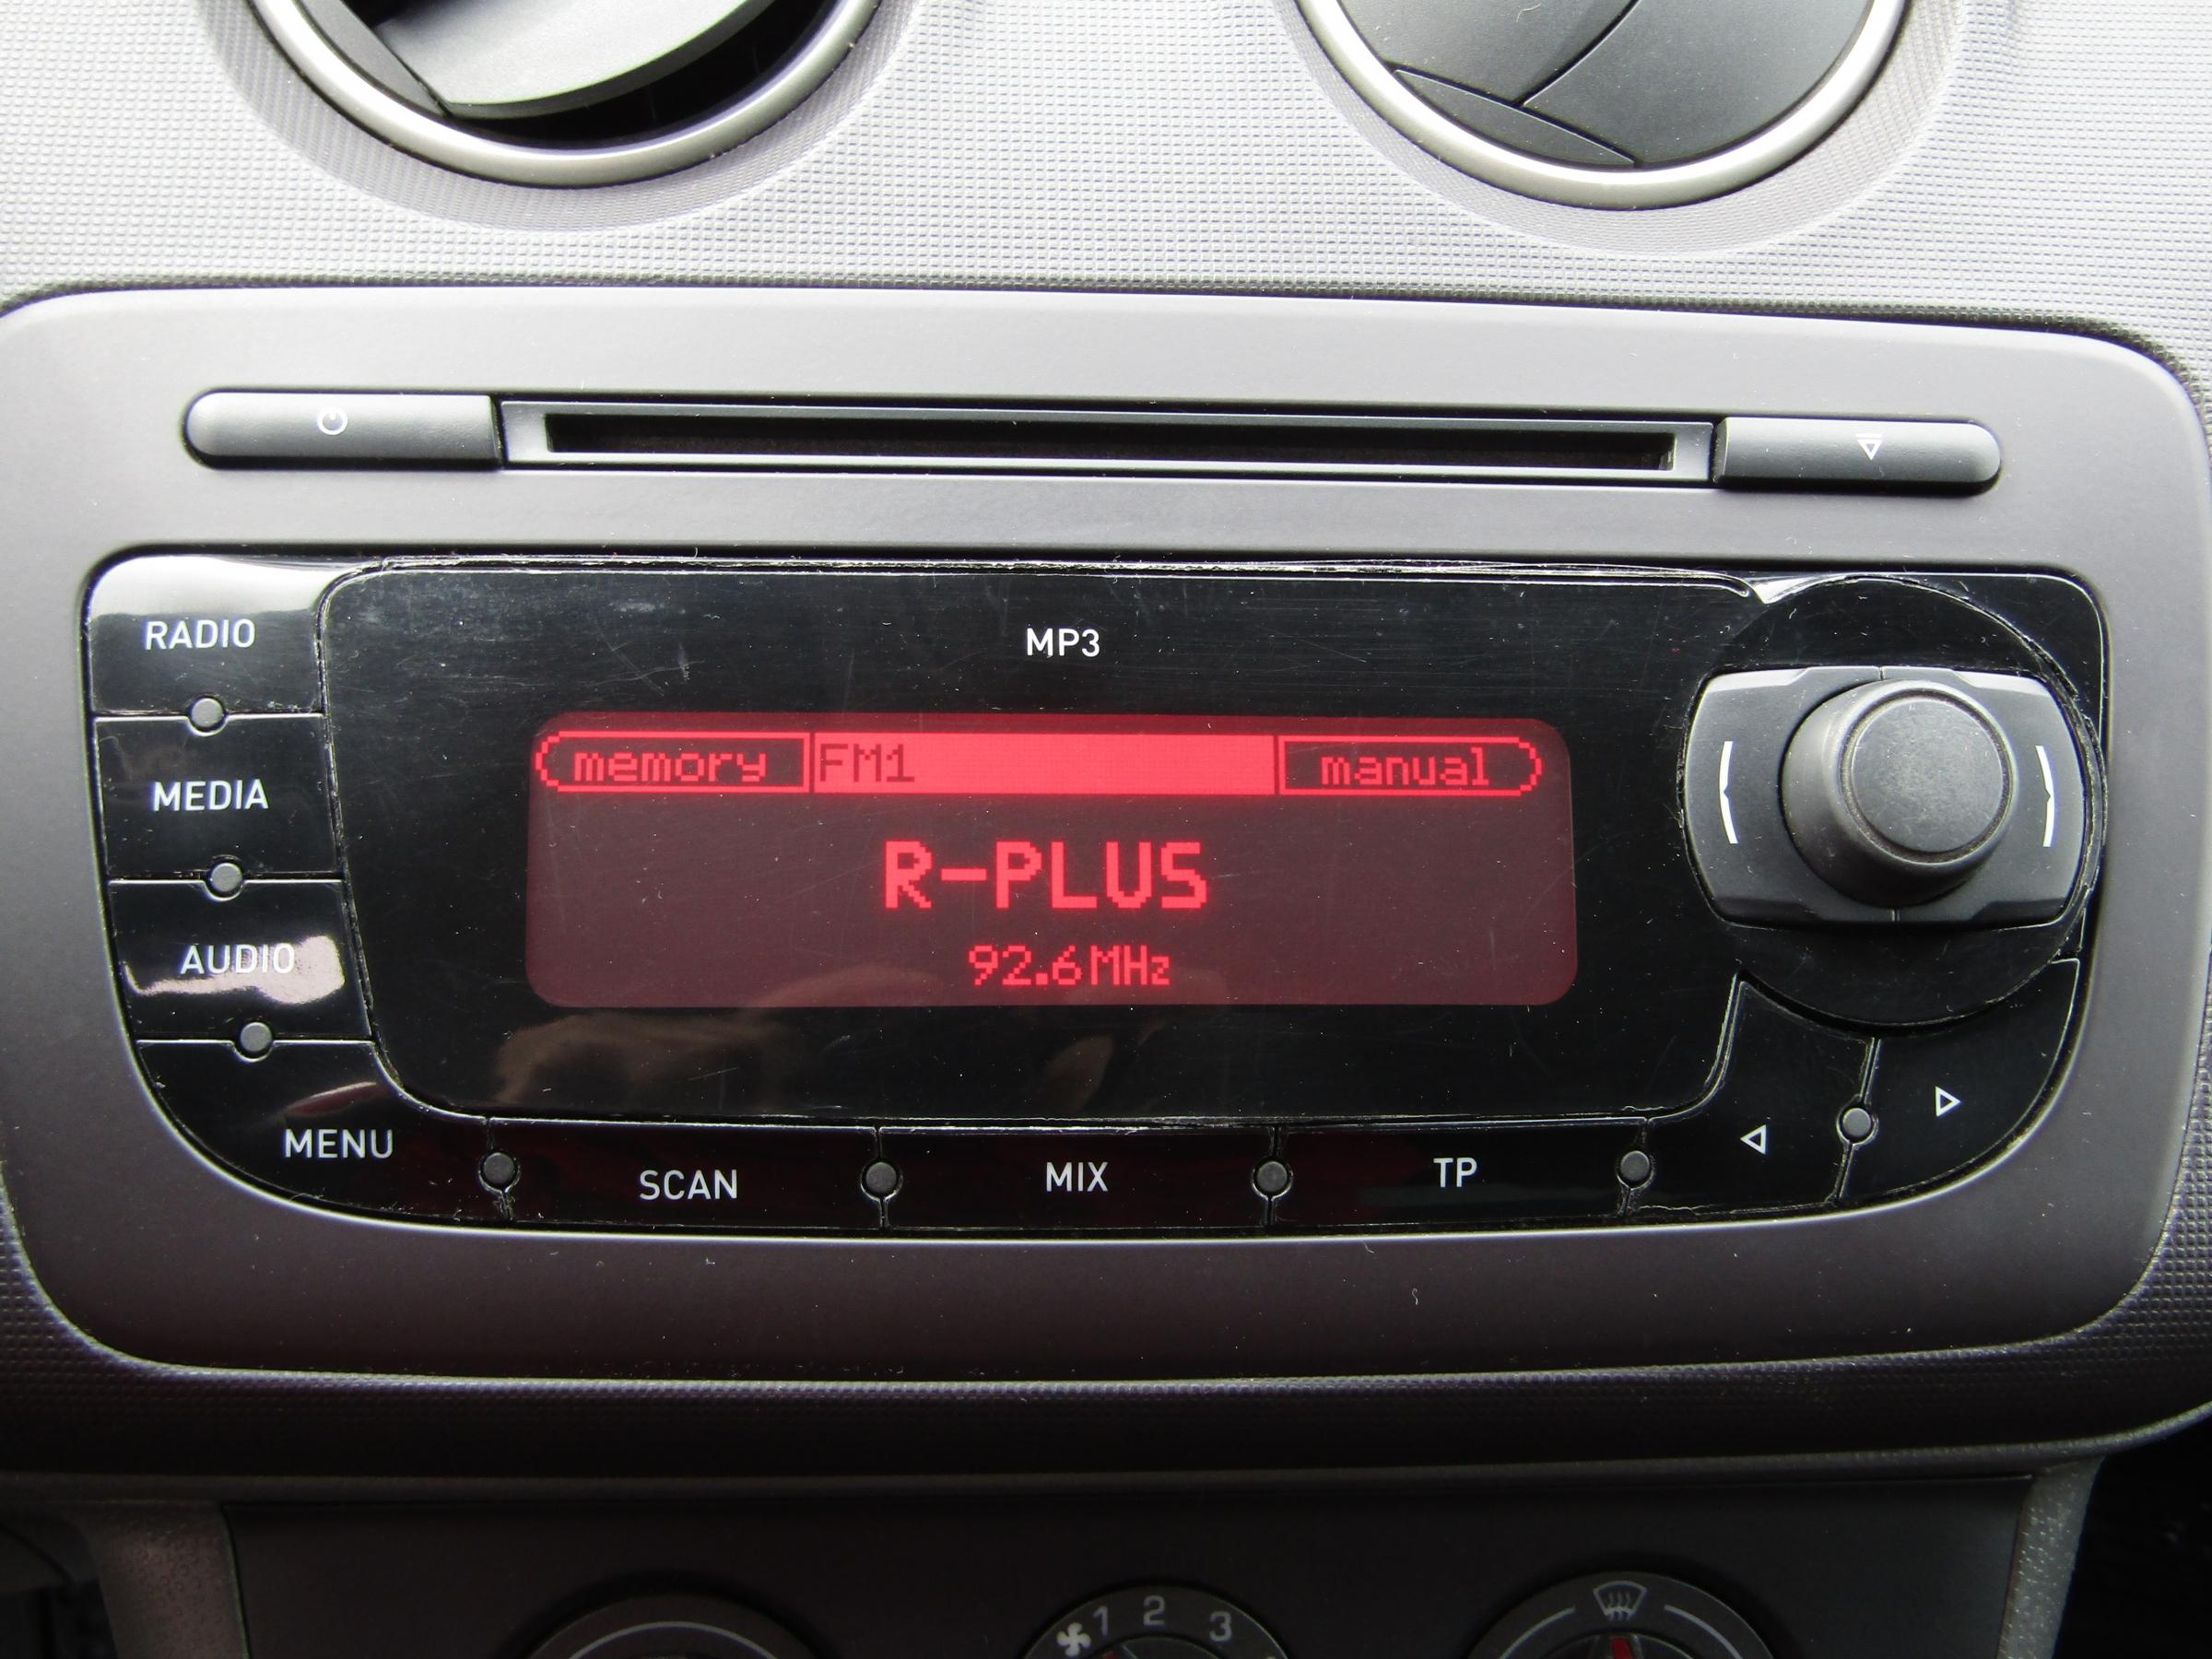 RADIO
MP3
memory FM1 manual
MEDIA
R-PLUS
AUDIO
92.6MHz
MENU
SCAN
MIX
TP
1 2 3